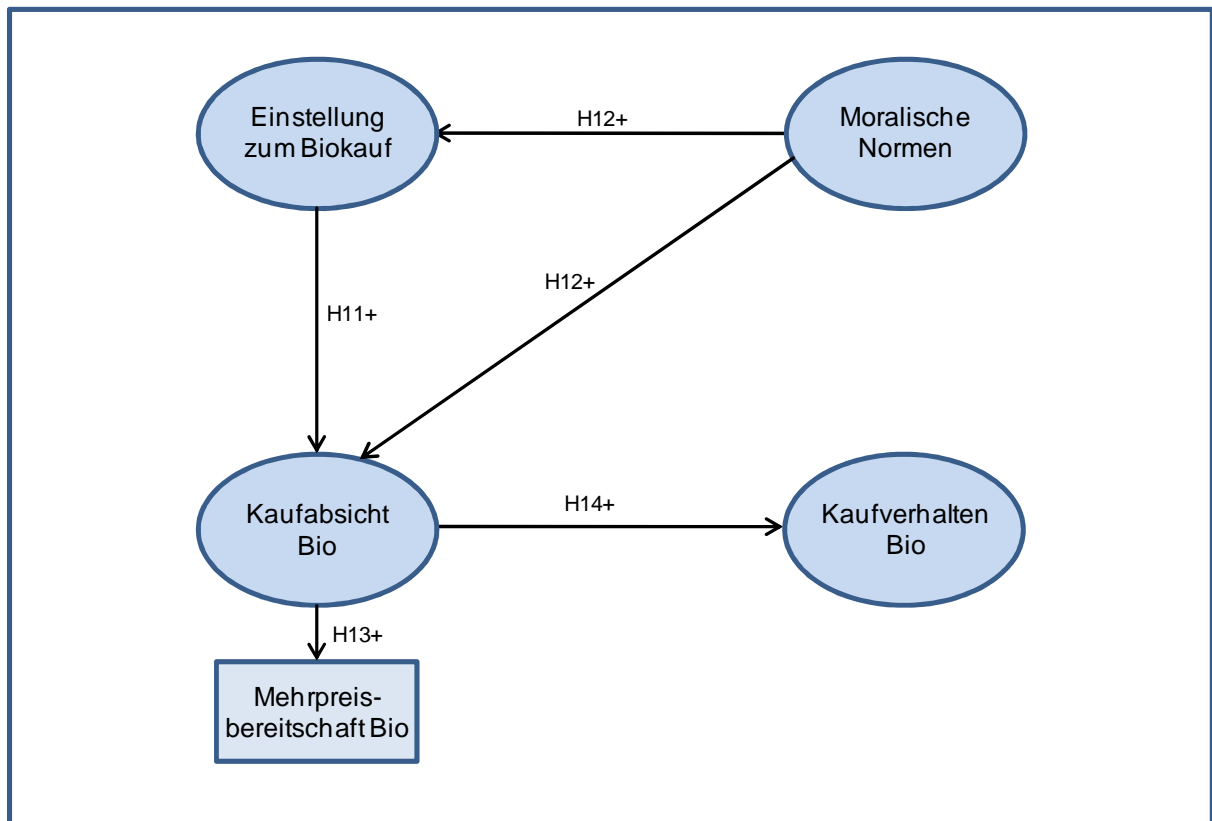 Einstellung
zum Biokauf
H12+
Moralische
Normen
H12+
H11+
Kaufabsicht
Bio
H14+
Kaufverhalten
Bio
H13+
Mehrpreis-
bereitschaft Bio